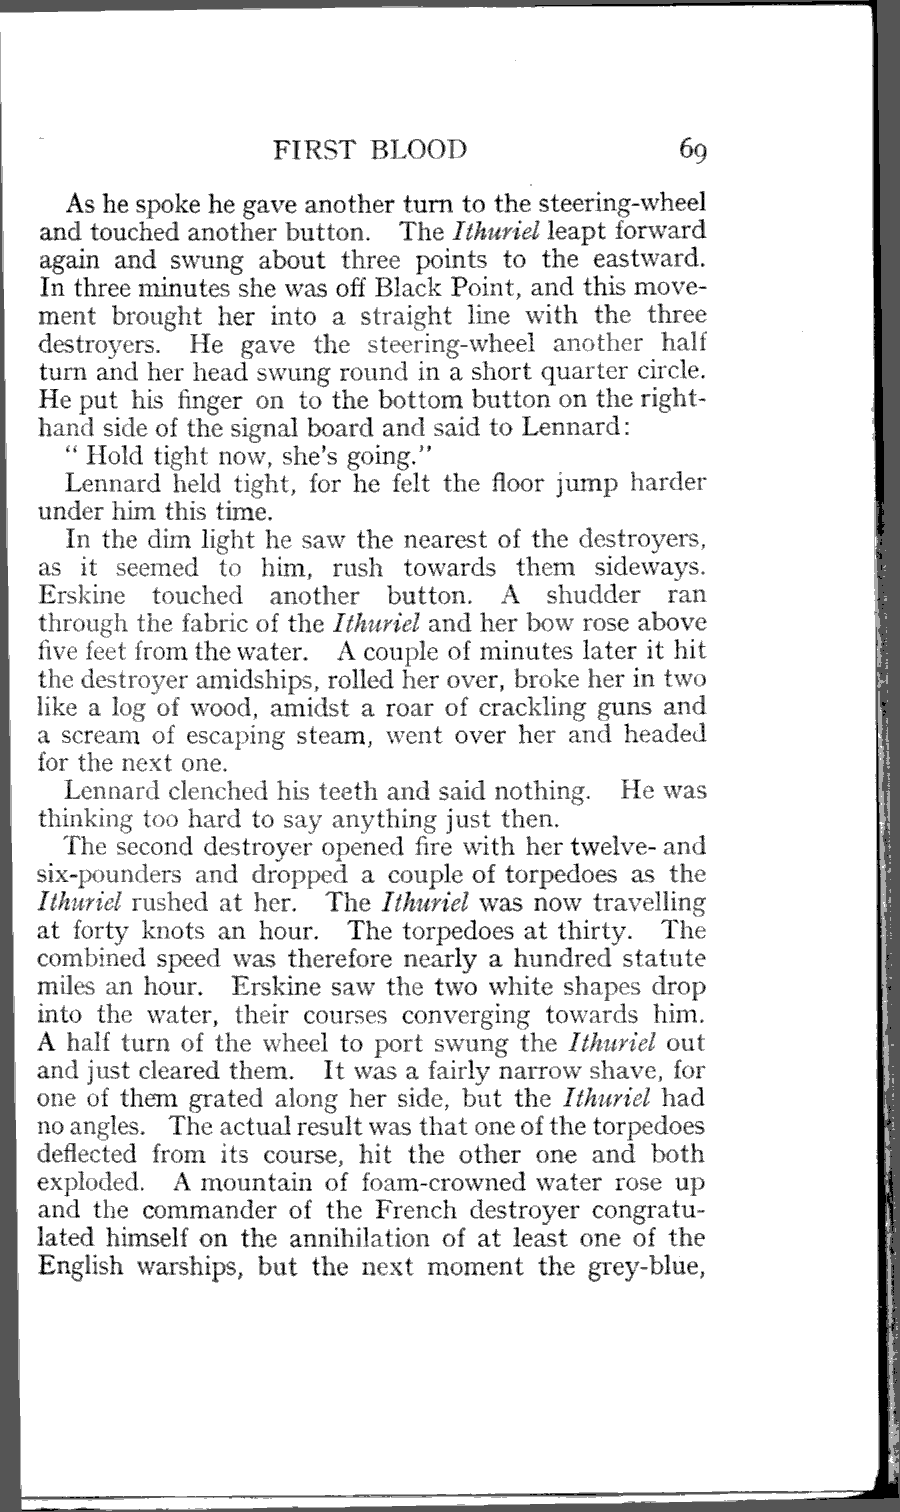 FIRST BLOOD 69
As he spoke he gave another turn to the steering-wheel
and touched another button. The Ithuriel leapt forward
again and swung about three points to the eastward.
In three minutes she was off Black Point, and this move-
ment brought her into a straight line with the three
destroyers. He gave the steering-wheel another half
turn and her head swung round in a short quarter circle.
He put his finger on to the bottom button on the right-
hand side of the signal board and said to Lennard:
" Hold tight now, she's going."
Lennard held tight, for he felt the floor jump harder
under him this time.
In the dim light he saw the nearest of the destroyers,
as it seemed to him, rush towards them sideways.
Erskine touched another button. A shudder ran
through the fabric of the Ithuriel and her bow rose above
five feet from the water. A couple of minutes later it hit
the destroyer amidships, rolled her over, broke her in two
like a log of wood, amidst a roar of crackling guns and
a scream of escaping steam, went over her and headed
for the next one.
Lennard clenched his teeth and said nothing. He was
thinking too hard to say anything just then.
The second destroyer opened fire with her twelve- and
six-pounders and dropped a couple of torpedoes as the
Ithuriel rushed at her. The Ithuriel was now travelling
at forty knots an hour. The torpedoes at thirty. The
combined speed was therefore nearly a hundred statute
miles an hour. Erskine saw the two white shapes drop
into the water, their courses converging towards him.
A half turn of the wheel to port swung the Ithuriel out
and just cleared them. It was a fairly narrow shave, for
one of them grated along her side, but the Ithuriel had
no angles. The actual result was that one of the torpedoes
deflected from its course, hit the other one and both
exploded. A mountain of foam-crowned water rose up
and the commander of the French destroyer congratu-
lated himself on the annihilation of at least one of the
English warships, but the next moment the grey-blue,